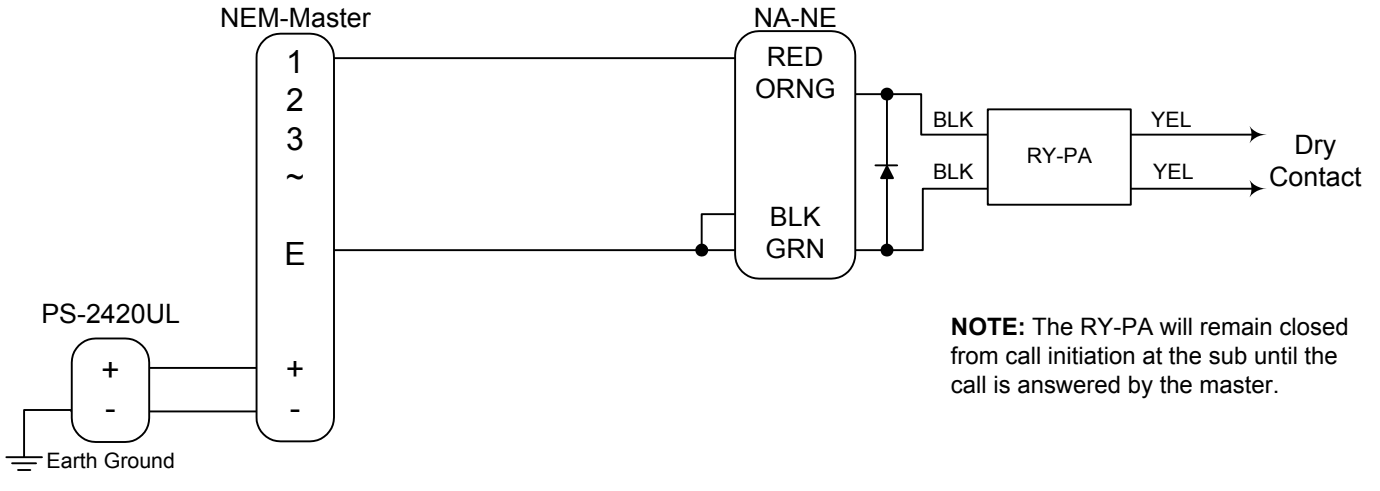 NEM-Master
NA-NE
1
2
3
~
E
+
-
RED
ORNG
BLK
GRN
BLK
BLK
RY-PA
YEL
YEL
Dry
Contact
PS-2420UL
+
-
Earth Ground
NOTE: The RY-PA will remain closed
from call initiation at the sub until the
call is answered by the master.